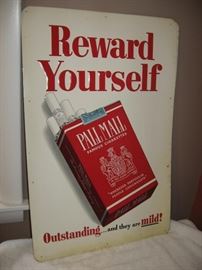 Reward
Yourself
PALL MALL
FAMOUS CIGARETTES
Outstanding...and they are mild!